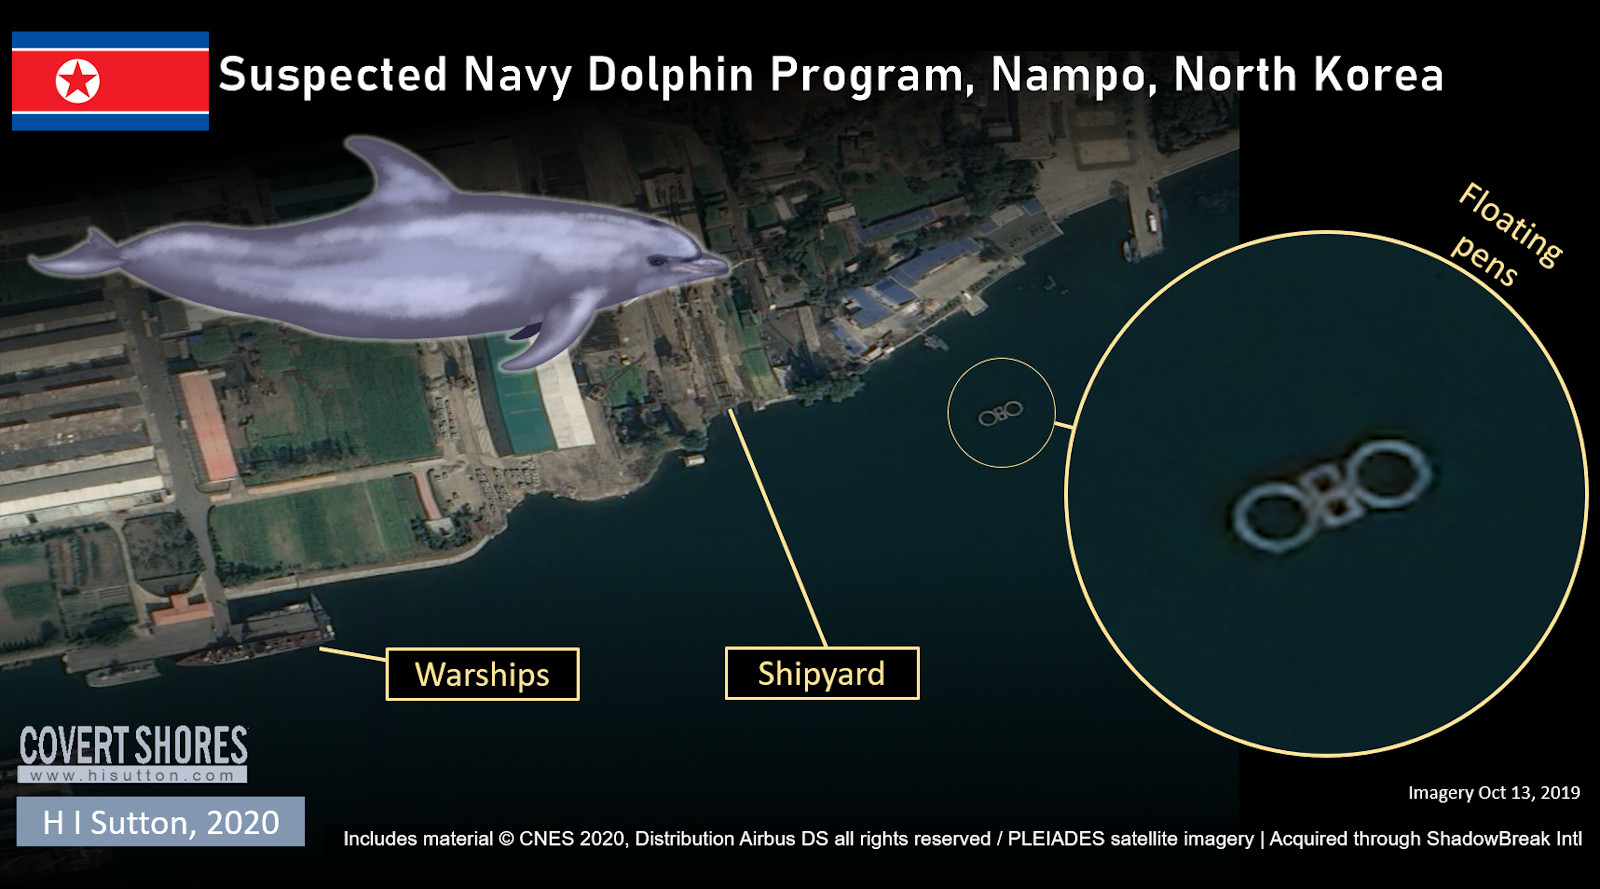 Suspected Navy Dolphin Program, Nampo, North Korea
Floating
pens
Warships
Shipyard
COVERT SHORES
www.hisutton.com
H I Sutton, 2020
Imagery Oct 13, 2019
Includes material © CNES 2020, Distribution Airbus DS all rights reserved / PLEIADES satellite imagery | Acquired through ShadowBreak Intl